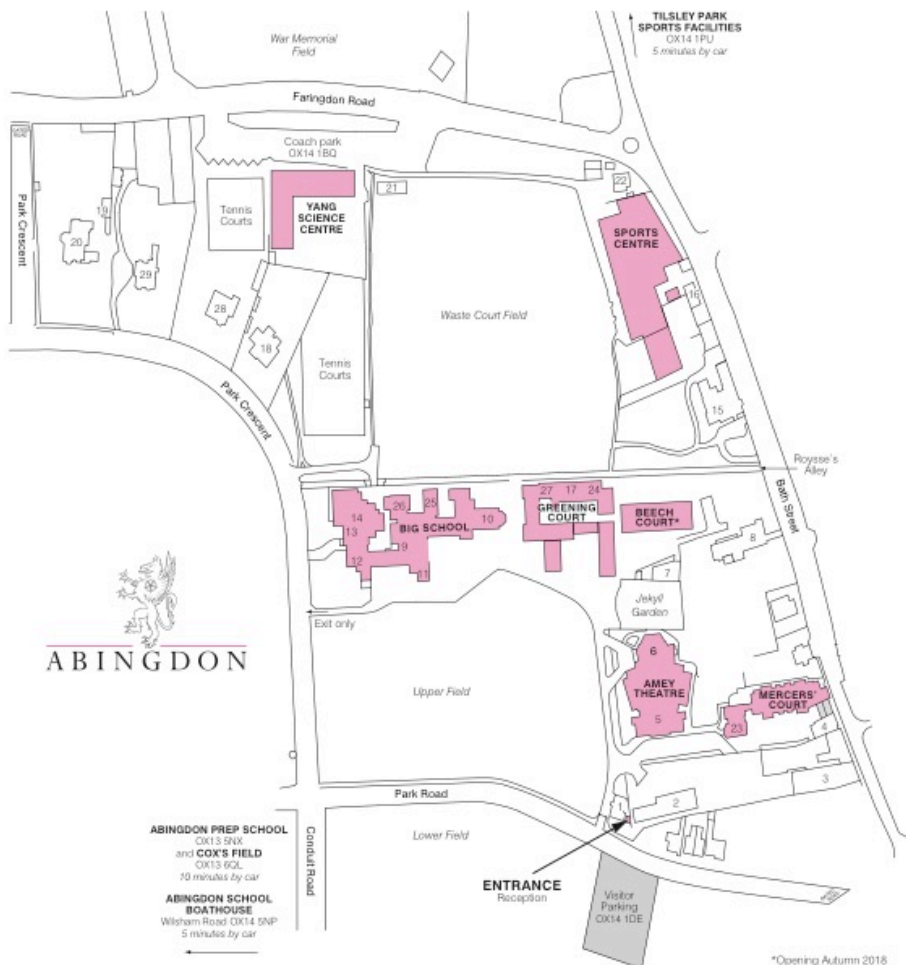 TILSLEY PARK
SPORTS FACILITIES
OX14 1PU
5 minutes by car
War Memorial
Field
Faringdon Road
Coach park
OX14 1BQ
Park Crescent
Tennis
Courts
YANG
SCIENCE
CENTRE
21
22
19
20
29
SPORTS
CENTRE
16
28
18
Waste Court Field
Tennis
Courts
Park Crescent
15
Roysse's
Alley
Bath Street
14
13
12
26
25
BIG SCHOOL
10
9
11
27
17
24
GREENING
COURT
BEECH
COURT*
8
7
Jekyll
Garden
Exit only
ABINGDON
Upper Field
6
AMEY
THEATRE
5
MERCERS'
COURT
23
4
3
2
1
Park Road
Lower Field
ABINGDON PREP SCHOOL
OX13 5NX
and COX'S FIELD
OX13 6QL
10 minutes by car
Conduit Road
ABINGDON SCHOOL
BOATHOUSE
Wilsham Road OX14 5NP
5 minutes by car
ENTRANCE
Reception
Visitor
Parking
OX14 1DE
*Opening Autumn 2018